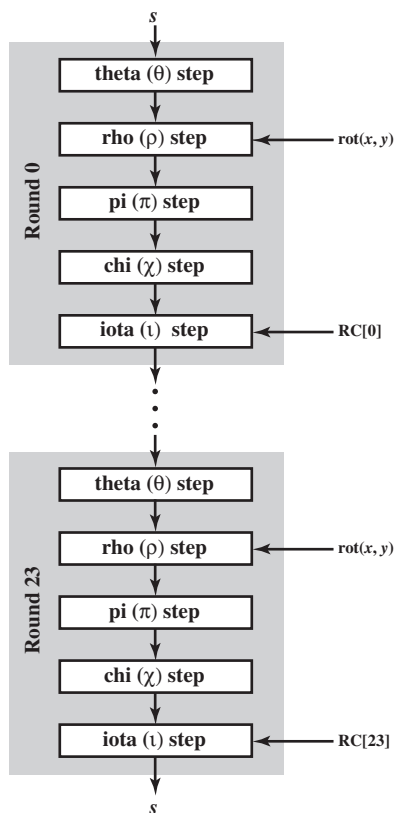 s
theta (θ) step
rho (ρ) step
rot(x, y)
pi (π) step
chi (χ) step
iota (ι) step
RC[0]
Round 0
theta (θ) step
rho (ρ) step
rot(x, y)
pi (π) step
chi (χ) step
iota (ι) step
RC[23]
Round 23
s